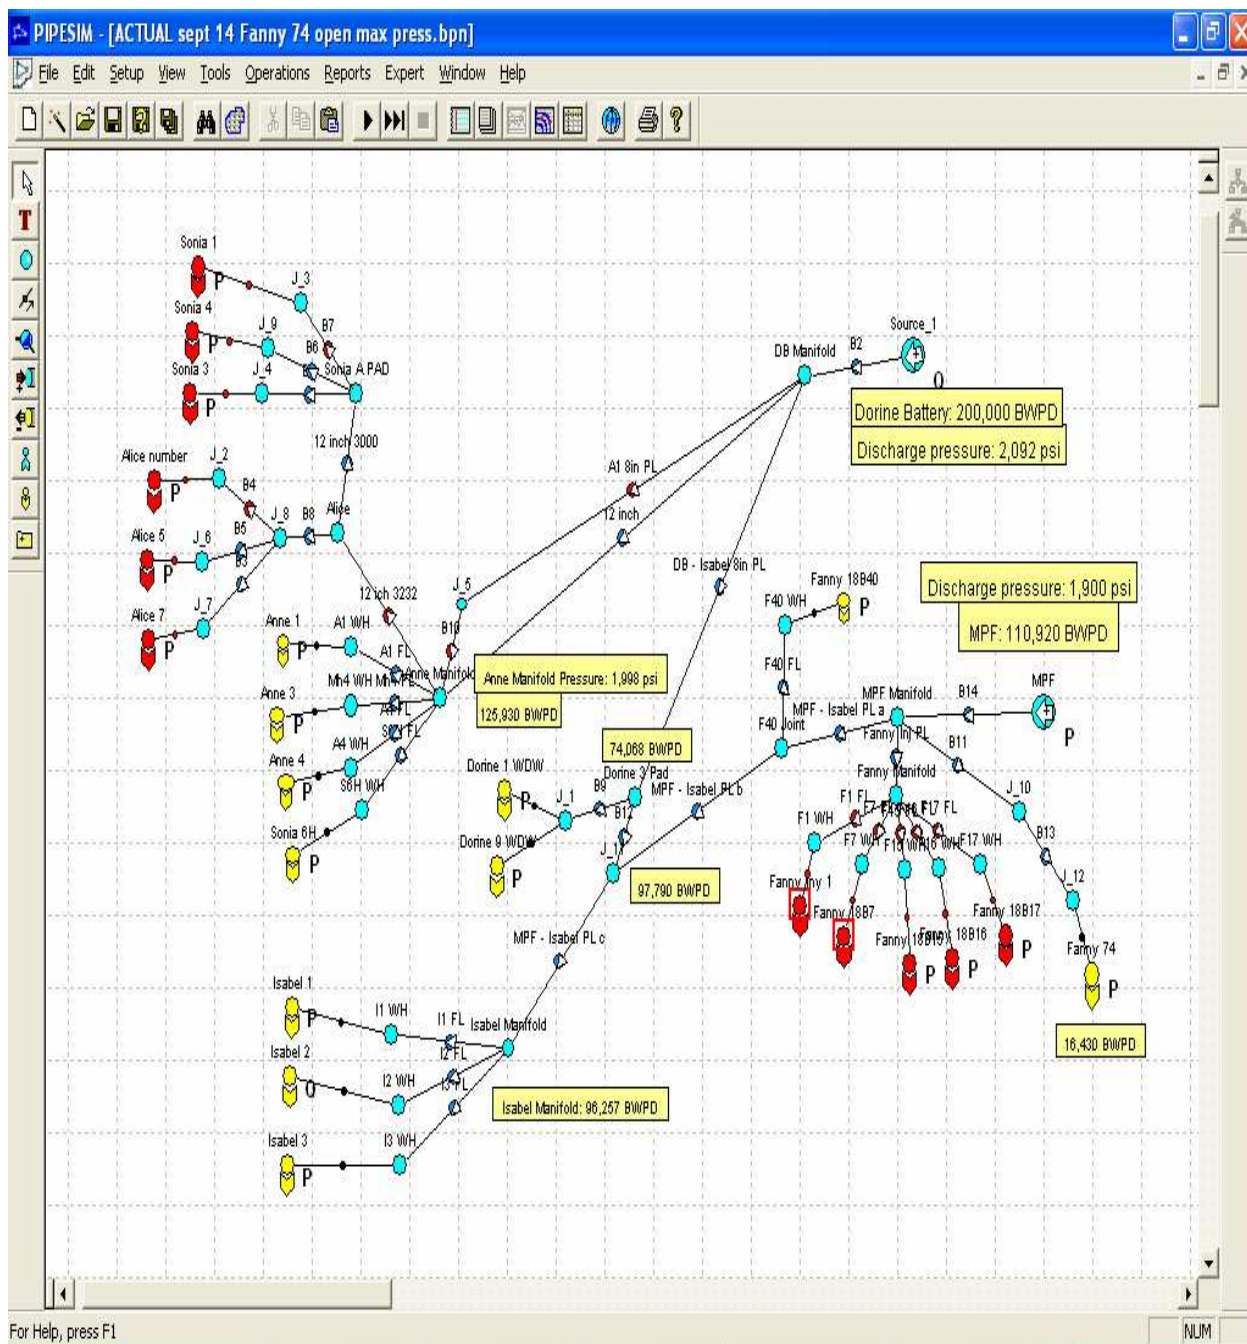 PIPESIM - [ACTUAL sept 14 Fanny 74 open max press.bpn]
File Edit Setup View Tools Operations Reports Expert Window Help
T
Sonia 1
P
J_3
Sonia 4
P
J_9
B7
B6
Sonia 3
P
J_4
Sonia A PAD
12 inch 3000
Source_1
B2
DB Manifold
Q
Dorine Battery: 200,000 BWPD
Discharge pressure: 2,092 psi
Alice number
P
J_2
B4
J_8
B8
Alice
A1 8in PL
12 inch
Alice 5
P
J_6
B5
B3
Alice 7
P
J_7
12 ich 3232
J_5
B10
DB - Isabel 8in PL
Fanny 18B40
P
F40 WH
F40 FL
Discharge pressure: 1,900 psi
MPF: 110,920 BWPD
Anne 1
P
A1 WH
A1 FL
Anne Manifold
Anne Manifold Pressure: 1,998 psi
125,930 BWPD
Anne 3
P
Mh4 WH
Anne 4
P
A4 WH
Sonia 6H
P
S6H WH
74,068 BWPD
F40 Joint
MPF - Isabel PL a
MPF Manifold
B14
MPF
P
Fanny Inj PL
B11
Fanny Manifold
J_10
B13
J_12
Dorine 1 WDW
P
J_1
B9
Dorine 3 Pad
B12
MPF - Isabel PL b
Dorine 9 WDW
P
97,790 BWPD
F1 FL
F17 FL
F1 WH
F7 WH
F17 WH
Fanny Iny 1
Fanny 18B7
P
Fanny 18B16
P
Fanny 18B17
P
Fanny 74
P
16,430 BWPD
MPF - Isabel PL c
Isabel 1
P
I1 WH
I1 FL
Isabel Manifold
Isabel 2
Q
I2 WH
I2 FL
Isabel 3
P
I3 WH
Isabel Manifold: 96,257 BWPD
For Help, press F1
NUM